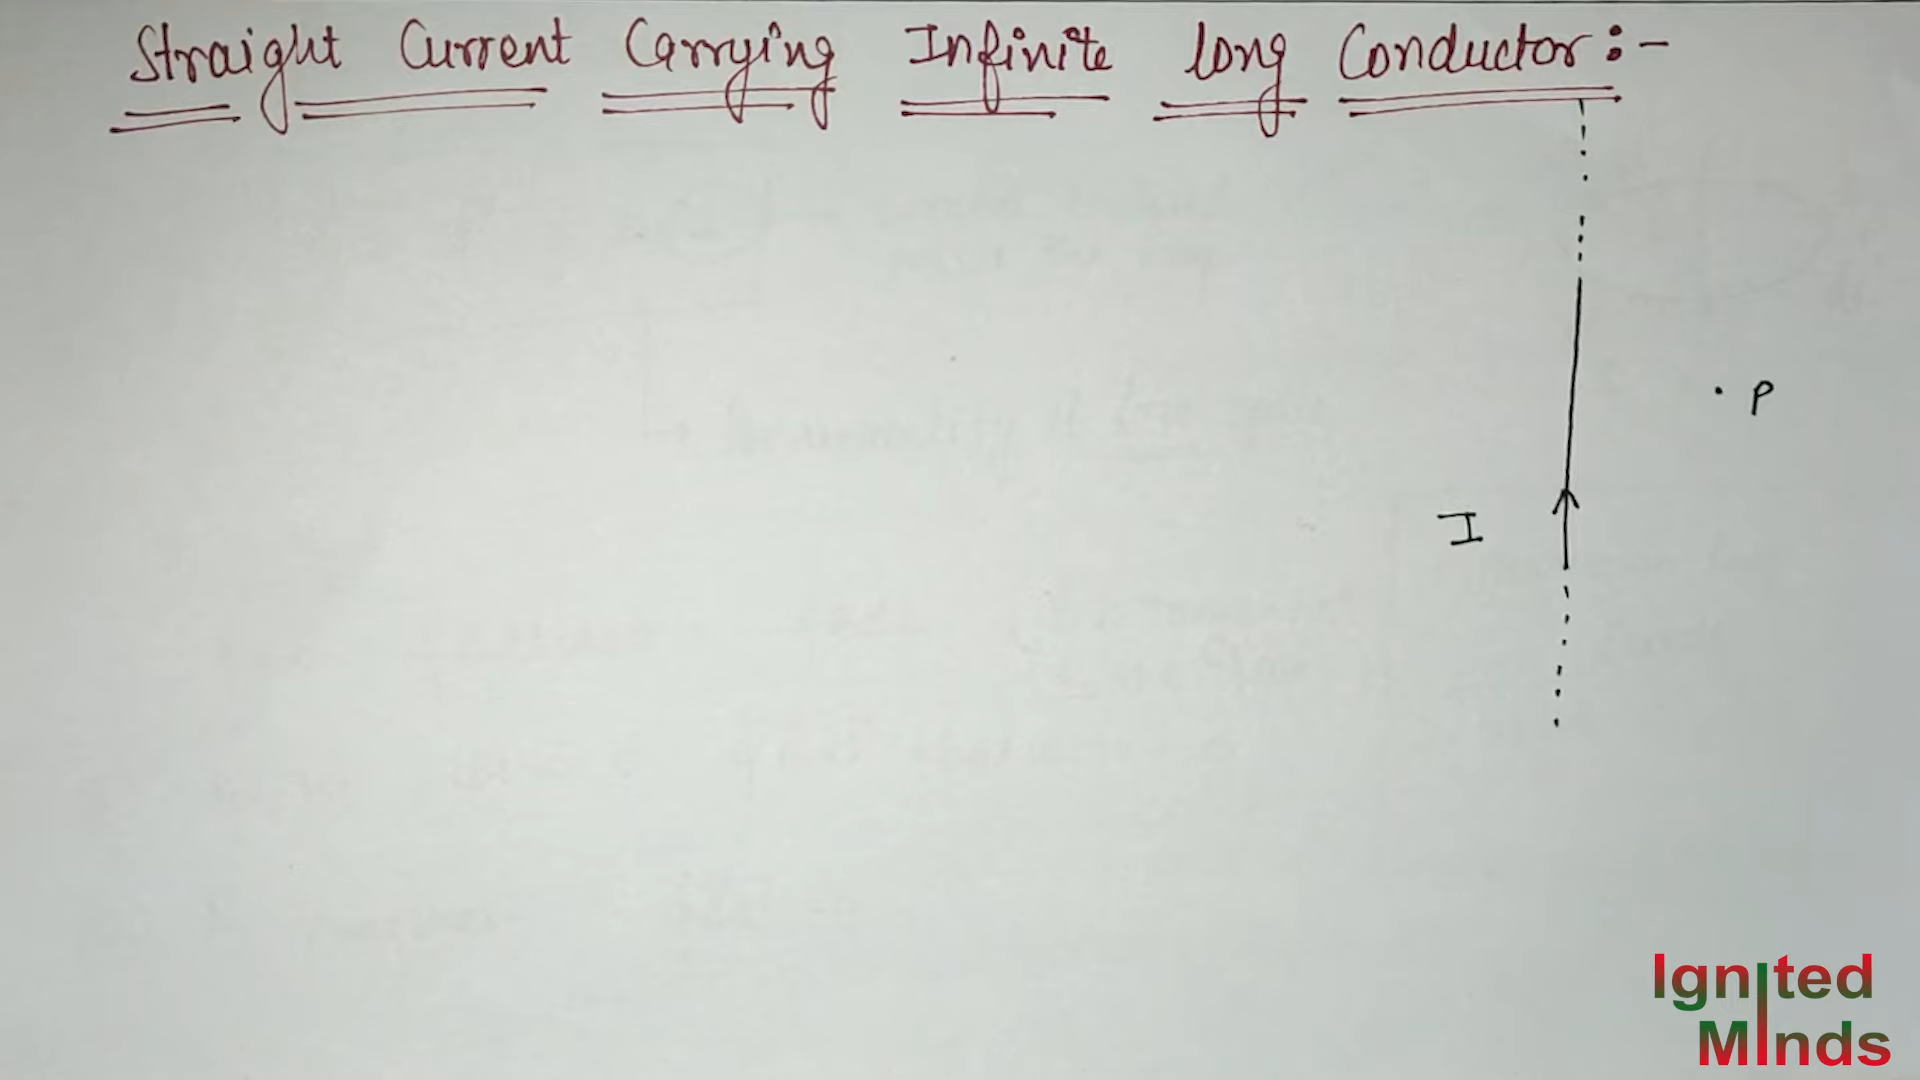 Straight Current Carrying Infinite long Conductor:-
P
I
Ignited
Minds